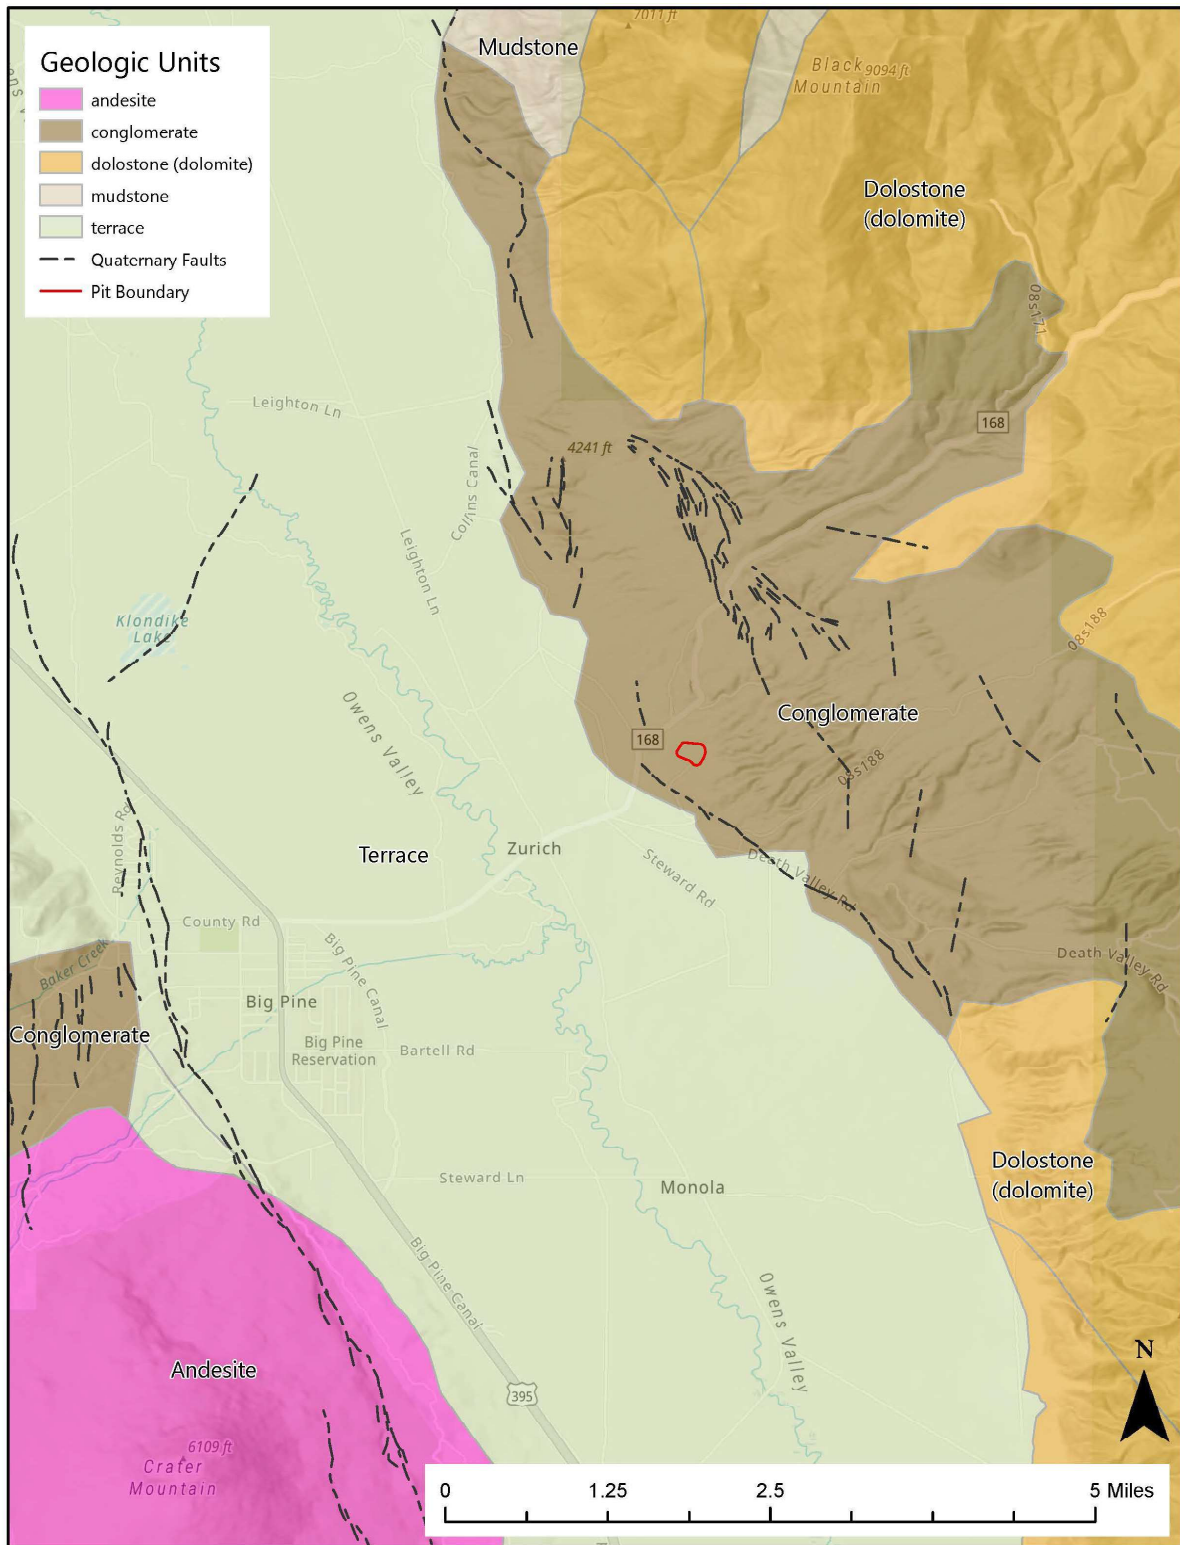 7011 ft
Mudstone
Black
Mountain
9094 ft
Geologic Units
andesite
conglomerate
dolostone (dolomite)
mudstone
terrace
Quaternary Faults
Pit Boundary
Dolostone
(dolomite)
08s171
Leighton Ln
168
4241 ft
Collins Canal
Leighton Ln
Klondike
Lake
08s188
Owens Valley
Conglomerate
168
08s188
Reynolds Rd
Terrace
Zurich
Steward Rd
Death Valley Rd
County Rd
Big Pine Canal
Baker Creek
Death Valley Rd
Big Pine
Conglomerate
Big Pine
Reservation
Bartell Rd
Dolostone
(dolomite)
Steward Ln
Monola
Big Pine Canal
Owens Valley
N
Andesite
395
6109 ft
Crater
Mountain
0 1.25 2.5 5 Miles